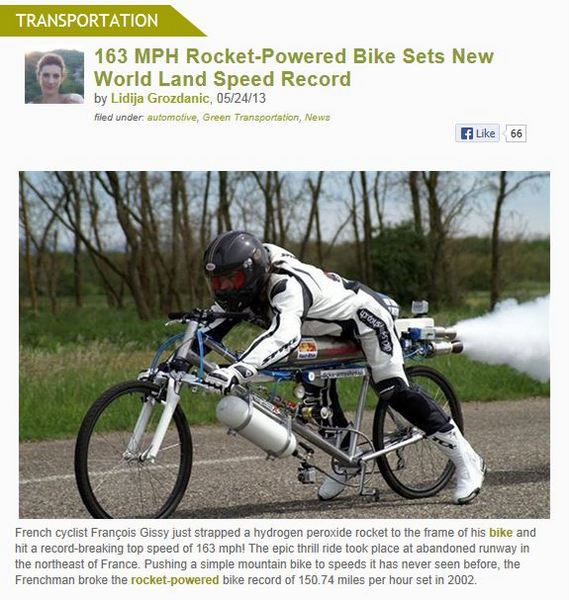 TRANSPORTATION
163 MPH Rocket-Powered Bike Sets New
World Land Speed Record
by Lidija Grozdanic, 05/24/13
filed under: automotive, Green Transportation, News
Like 66
French cyclist François Gissy just strapped a hydrogen peroxide rocket to the frame of his bike and
hit a record-breaking top speed of 163 mph! The epic thrill ride took place at abandoned runway in
the northeast of France. Pushing a simple mountain bike to speeds it has never seen before, the
Frenchman broke the rocket-powered bike record of 150.74 miles per hour set in 2002.